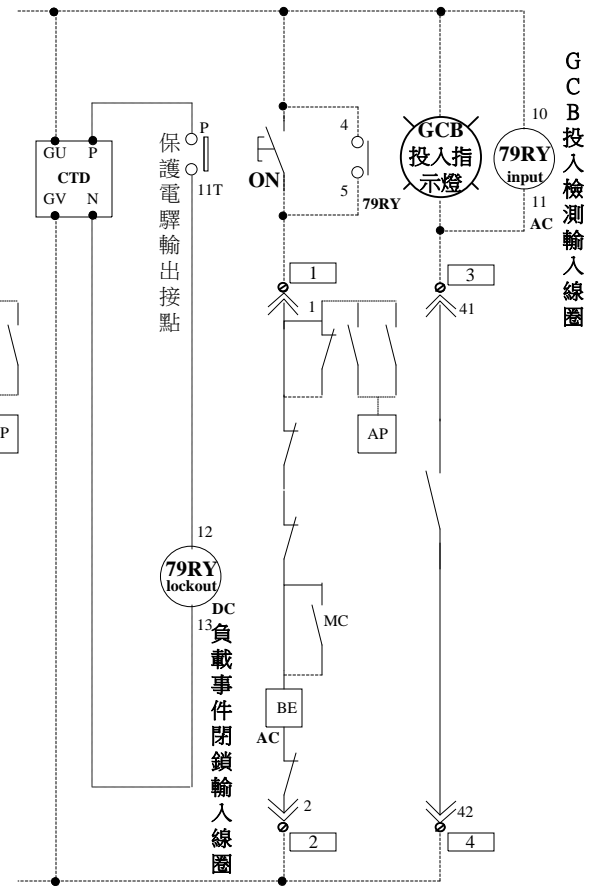 GU P
CTD
GV N
P
11T
保護電驛輸出接點
ON
4
5
79RY
GCB
投入指
示燈
10
79RY
input
11
AC
GCB投入檢測輸入線圈
1
1
3
41
P
AP
12
79RY
lockout
DC
13
負載事件閉鎖輸入線圈
MC
BE
AC
2
2
42
4